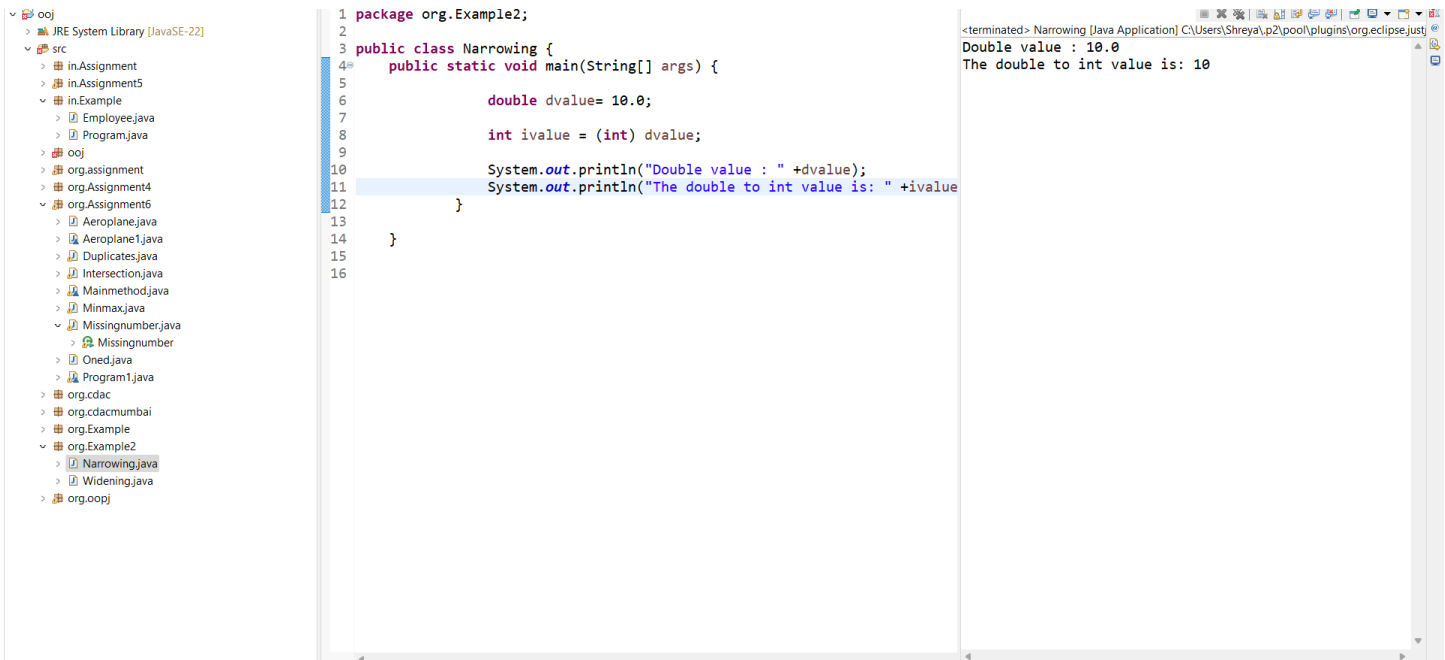 ooj
JRE System Library [JavaSE-22]
src
in.Assignment
in.Assignment5
in.Example
Employee.java
Program.java
ooj
org.assignment
org.Assignment4
org.Assignment6
Aeroplane.java
Aeroplane1.java
Duplicates.java
Intersection.java
Mainmethod.java
Minmax.java
Missingnumber.java
Missingnumber
Oned.java
Program1.java
org.cdac
org.cdacmumbai
org.Example
org.Example2
Narrowing.java
Widening.java
org.oopj
1 package org.Example2;
2
3 public class Narrowing {
4 public static void main(String[] args) {
5
6 double dvalue= 10.0;
7
8 int ivalue = (int) dvalue;
9
10 System.out.println("Double value : " +dvalue);
11 System.out.println("The double to int value is: " +ivalue
12 }
13
14 }
15
16
<terminated> Narrowing [Java Application] C:\Users\Shreya\.p2\pool\plugins\org.eclipse.justj
Double value : 10.0
The double to int value is: 10